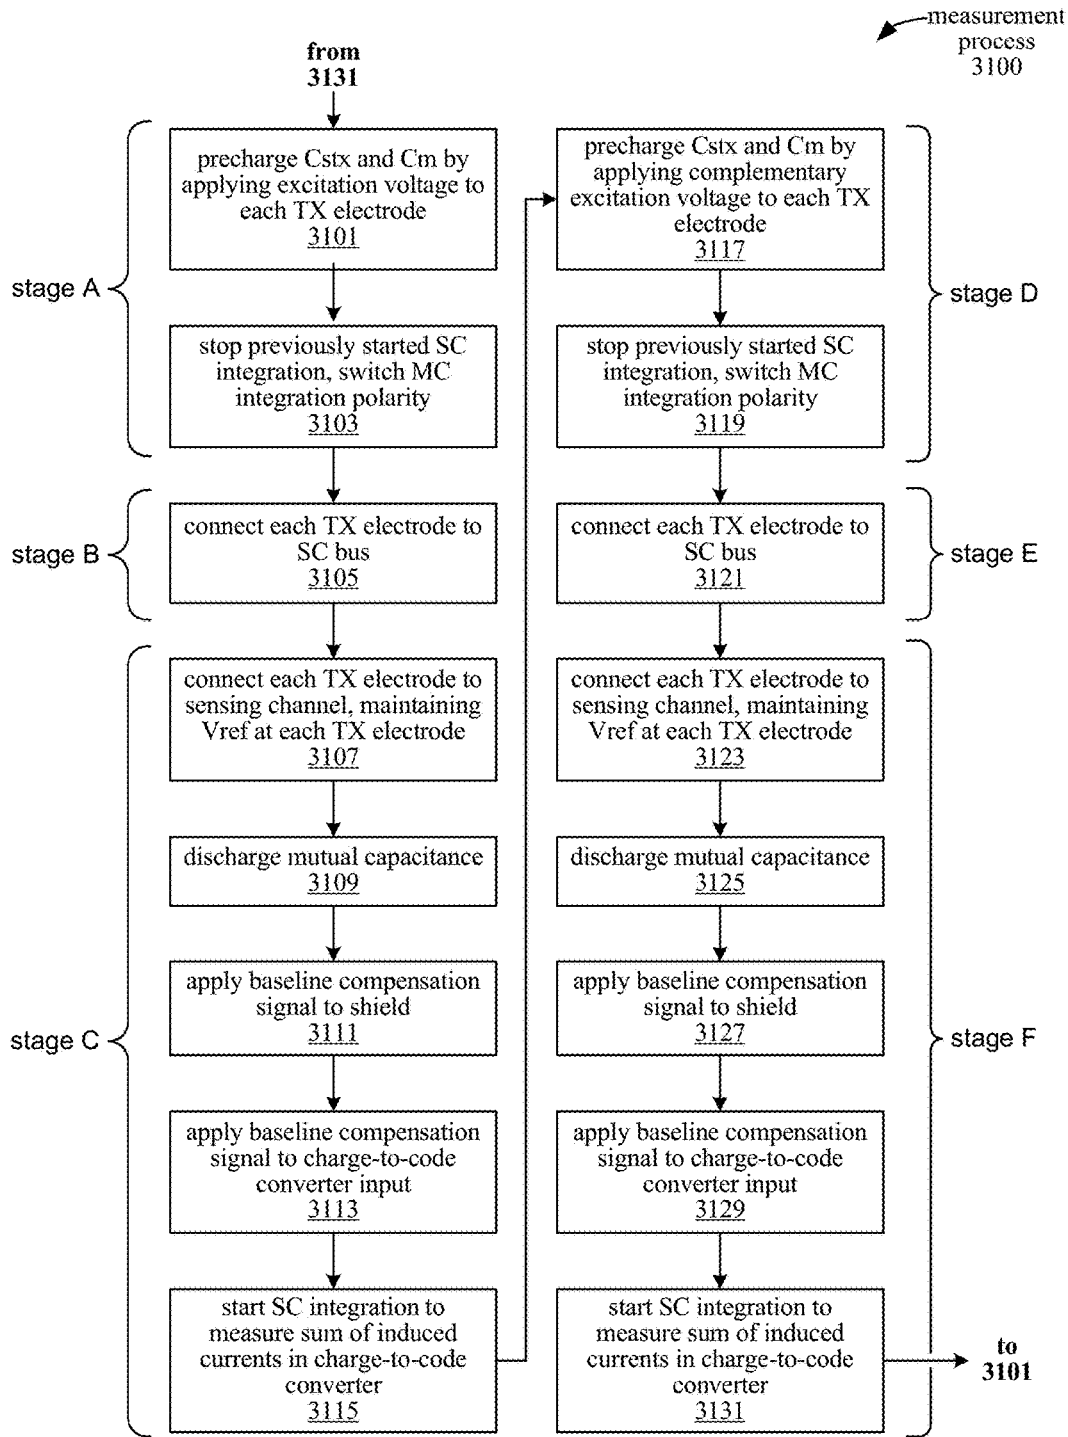 measurement
process
3100
from
3131
stage A
precharge Cstx and Cm by
applying excitation voltage to
each TX electrode
3101
stop previously started SC
integration, switch MC
integration polarity
3103
stage B
connect each TX electrode to
SC bus
3105
stage C
connect each TX electrode to
sensing channel, maintaining
Vref at each TX electrode
3107
discharge mutual capacitance
3109
apply baseline compensation
signal to shield
3111
apply baseline compensation
signal to charge-to-code
converter input
3113
start SC integration to
measure sum of induced
currents in charge-to-code
converter
3115
precharge Cstx and Cm by
applying complementary
excitation voltage to each TX
electrode
3117
stage D
stop previously started SC
integration, switch MC
integration polarity
3119
connect each TX electrode to
SC bus
3121
stage E
connect each TX electrode to
sensing channel, maintaining
Vref at each TX electrode
3123
discharge mutual capacitance
3125
apply baseline compensation
signal to shield
3127
stage F
apply baseline compensation
signal to charge-to-code
converter input
3129
start SC integration to
measure sum of induced
currents in charge-to-code
converter
3131
to
3101